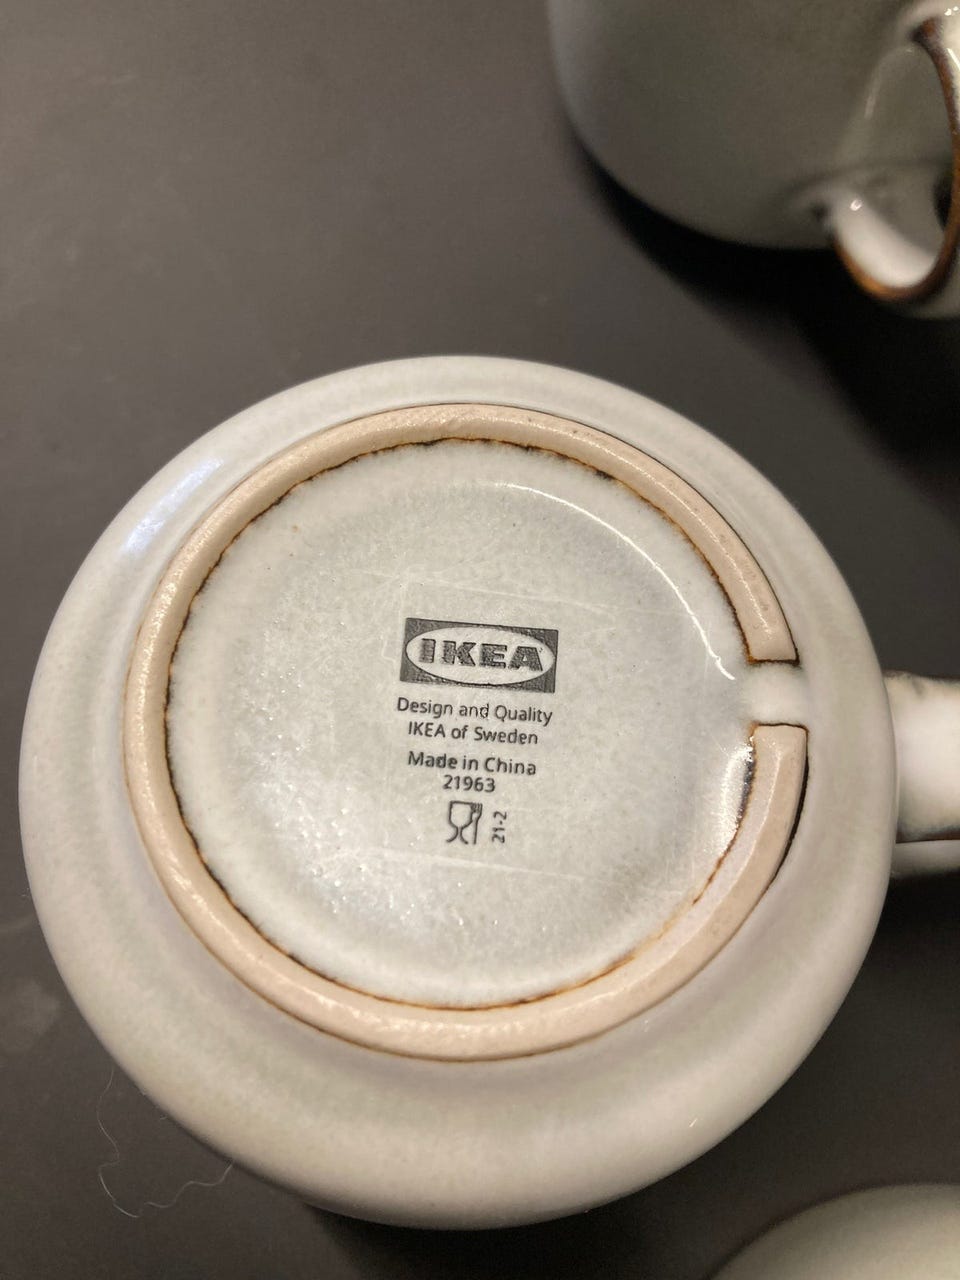 IKEA
Design and Quality
IKEA of Sweden
Made in China
21963
21-2